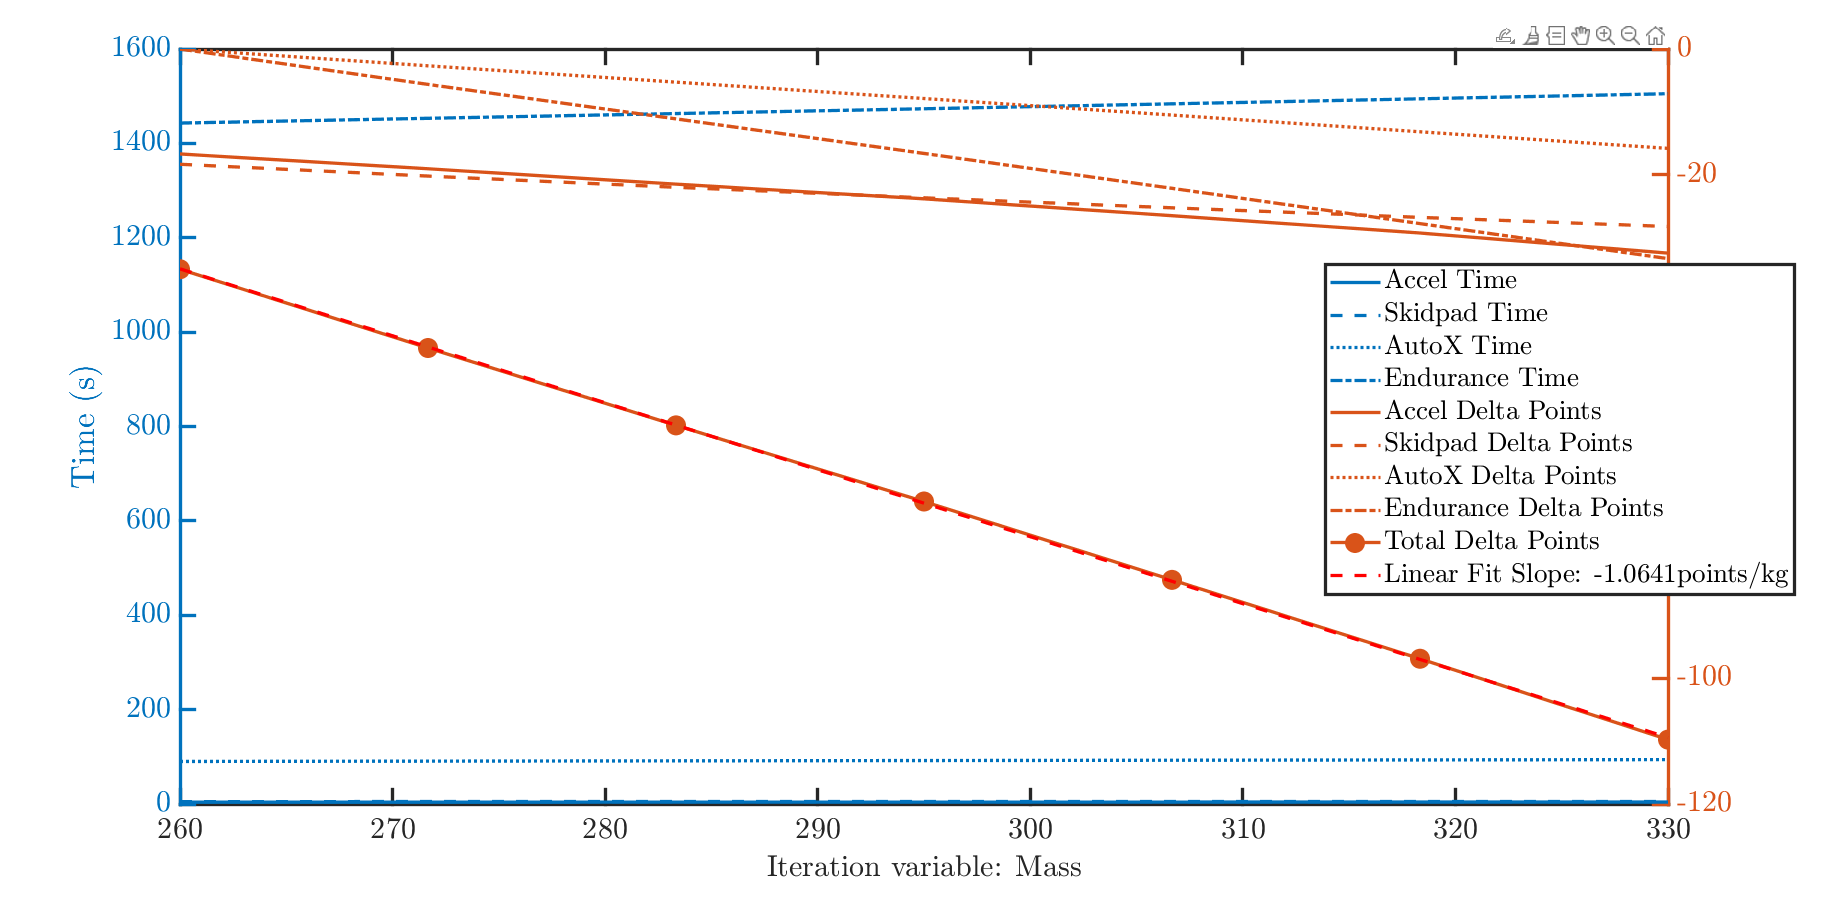 1600
1400
1200
1000
800
600
400
200
0
Time (s)
0
-20
-100
-120
Accel Time
Skidpad Time
AutoX Time
Endurance Time
Accel Delta Points
Skidpad Delta Points
AutoX Delta Points
Endurance Delta Points
Total Delta Points
Linear Fit Slope: -1.0641points/kg
260 270 280 290 300 310 320 330
Iteration variable: Mass